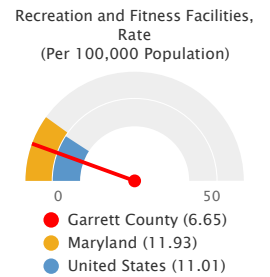 Recreation and Fitness Facilities,
Rate
(Per 100,000 Population)
0 50
Garrett County (6.65)
Maryland (11.93)
United States (11.01)